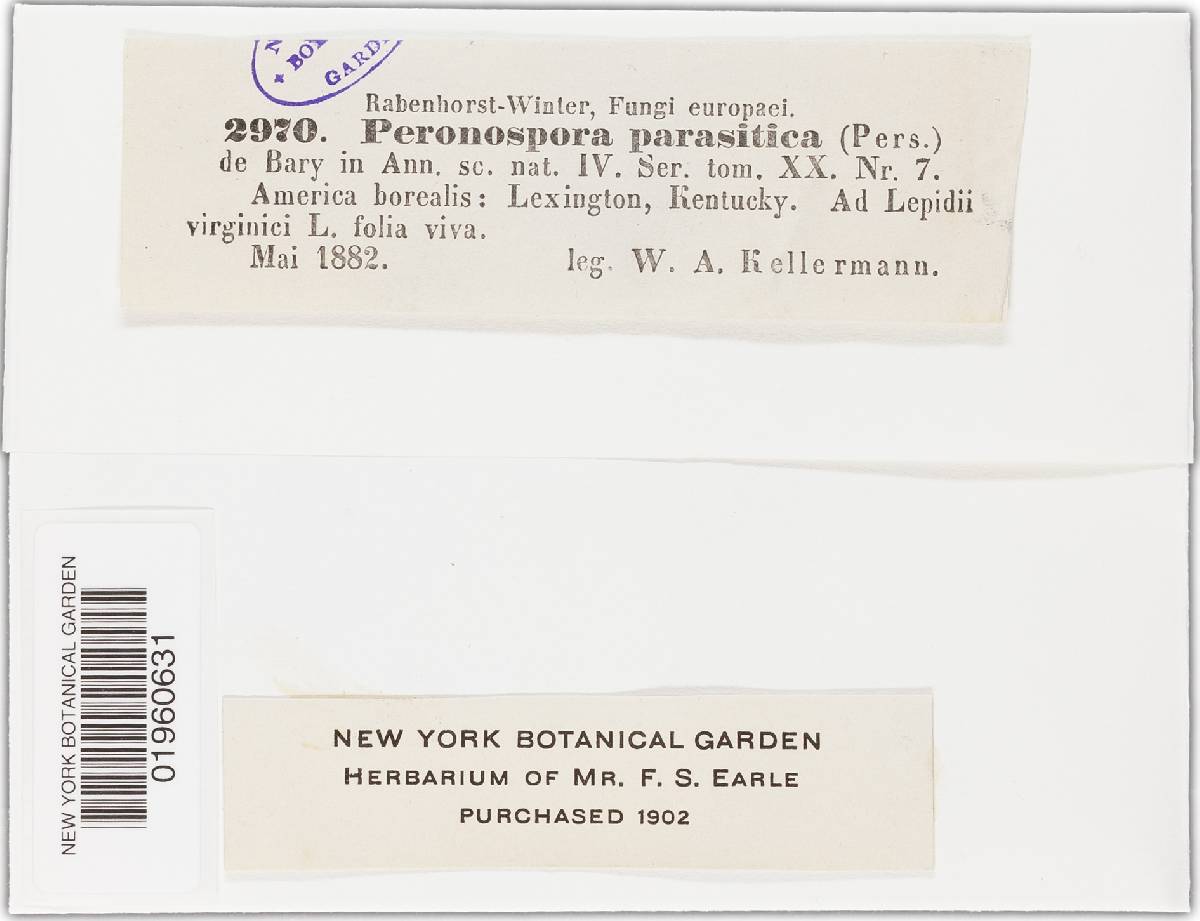 + BOT
GARD
Rabenhorst-Winter, Fungi europaei.
2970. Peronospora parasitica (Pers.)
de Bary in Ann. sc. nat. IV. Ser. tom. XX. Nr. 7.
America borealis: Lexington, Kentucky. Ad Lepidii
virginici L. folia viva.
Mai 1882. leg. W. A. Kellermann.
NEW YORK BOTANICAL GARDEN
01960631
NEW YORK BOTANICAL GARDEN
HERBARIUM OF MR. F. S. EARLE
PURCHASED 1902